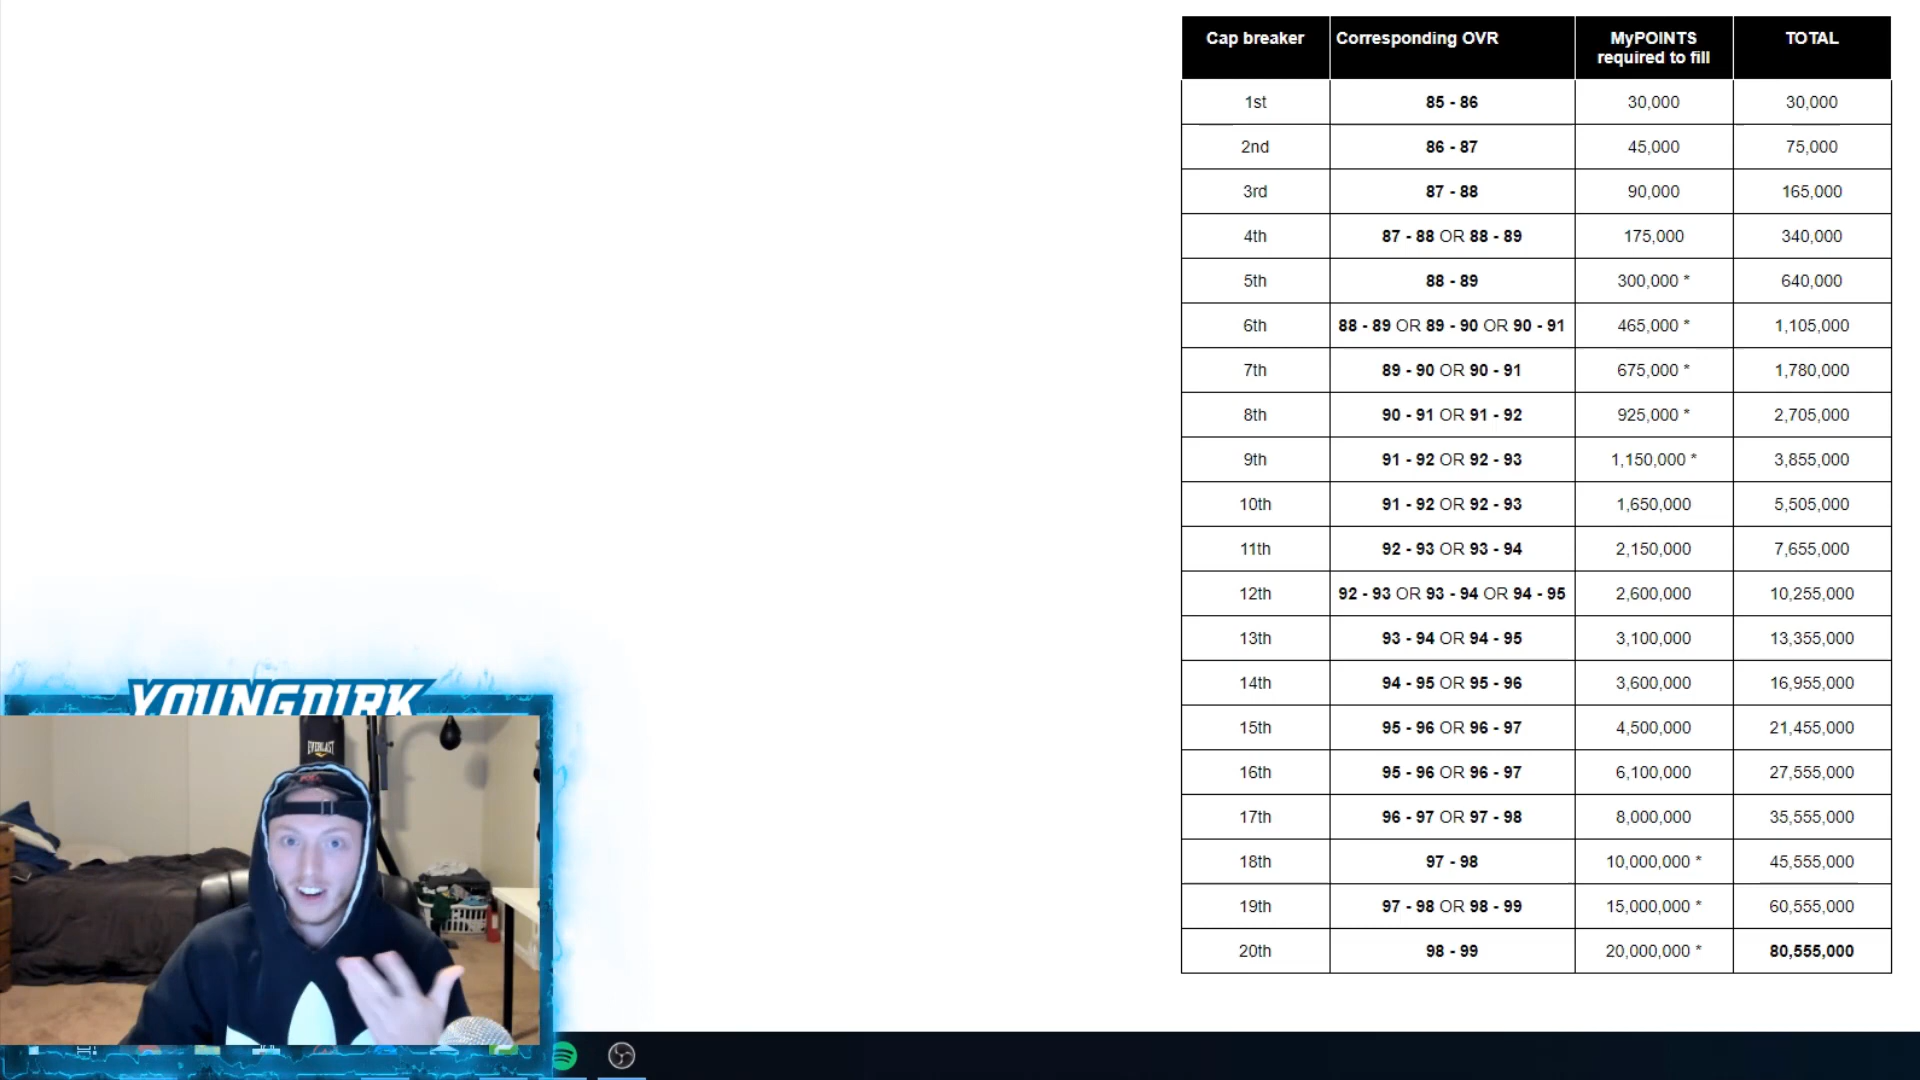 Cap breaker Corresponding OVR MyPOINTS required to fill TOTAL
1st 85 - 86 30,000 30,000
2nd 86 - 87 45,000 75,000
3rd 87 - 88 90,000 165,000
4th 87 - 88 OR 88 - 89 175,000 340,000
5th 88 - 89 300,000 * 640,000
6th 88 - 89 OR 89 - 90 OR 90 - 91 465,000 * 1,105,000
7th 89 - 90 OR 90 - 91 675,000 * 1,780,000
8th 90 - 91 OR 91 - 92 925,000 * 2,705,000
9th 91 - 92 OR 92 - 93 1,150,000 * 3,855,000
10th 91 - 92 OR 92 - 93 1,650,000 5,505,000
11th 92 - 93 OR 93 - 94 2,150,000 7,655,000
12th 92 - 93 OR 93 - 94 OR 94 - 95 2,600,000 10,255,000
13th 93 - 94 OR 94 - 95 3,100,000 13,355,000
14th 94 - 95 OR 95 - 96 3,600,000 16,955,000
15th 95 - 96 OR 96 - 97 4,500,000 21,455,000
16th 95 - 96 OR 96 - 97 6,100,000 27,555,000
17th 96 - 97 OR 97 - 98 8,000,000 35,555,000
18th 97 - 98 10,000,000 * 45,555,000
19th 97 - 98 OR 98 - 99 15,000,000 * 60,555,000
20th 98 - 99 20,000,000 * 80,555,000
YOUNGDIRK
EVERLAST